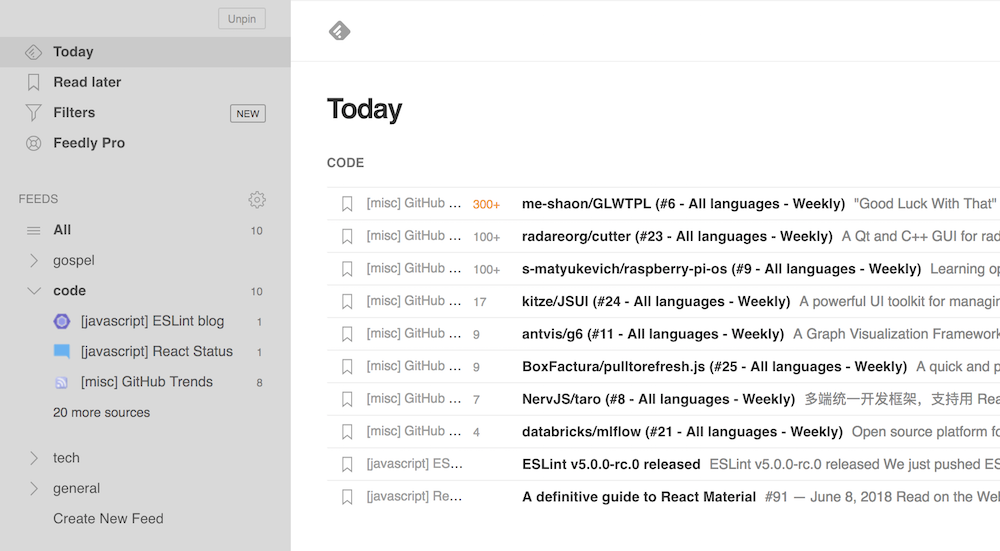 Unpin
Today
Read later
Filters NEW
Feedly Pro
FEEDS
All 10
gospel
code 10
[javascript] ESLint blog 1
[javascript] React Status 1
[misc] GitHub Trends 8
20 more sources
tech
general
Create New Feed
Today
CODE
[misc] GitHub ... 300+ me-shaon/GLWTPL (#6 - All languages - Weekly) "Good Luck With That"
[misc] GitHub ... 100+ radareorg/cutter (#23 - All languages - Weekly) A Qt and C++ GUI for rad
[misc] GitHub ... 100+ s-matyukevich/raspberry-pi-os (#9 - All languages - Weekly) Learning op
[misc] GitHub ... 17 kitze/JSUI (#24 - All languages - Weekly) A powerful UI toolkit for managin
[misc] GitHub ... 9 antvis/g6 (#11 - All languages - Weekly) A Graph Visualization Framework
[misc] GitHub ... 9 BoxFactura/pulltorefresh.js (#25 - All languages - Weekly) A quick and p
[misc] GitHub ... 7 NervJS/taro (#8 - All languages - Weekly) 多端统一开发框架，支持用 Rea
[misc] GitHub ... 4 databricks/mlflow (#21 - All languages - Weekly) Open source platform fo
[javascript] ES... ESLint v5.0.0-rc.0 released ESLint v5.0.0-rc.0 released We just pushed ES
[javascript] Re... A definitive guide to React Material #91 — June 8, 2018 Read on the Wel